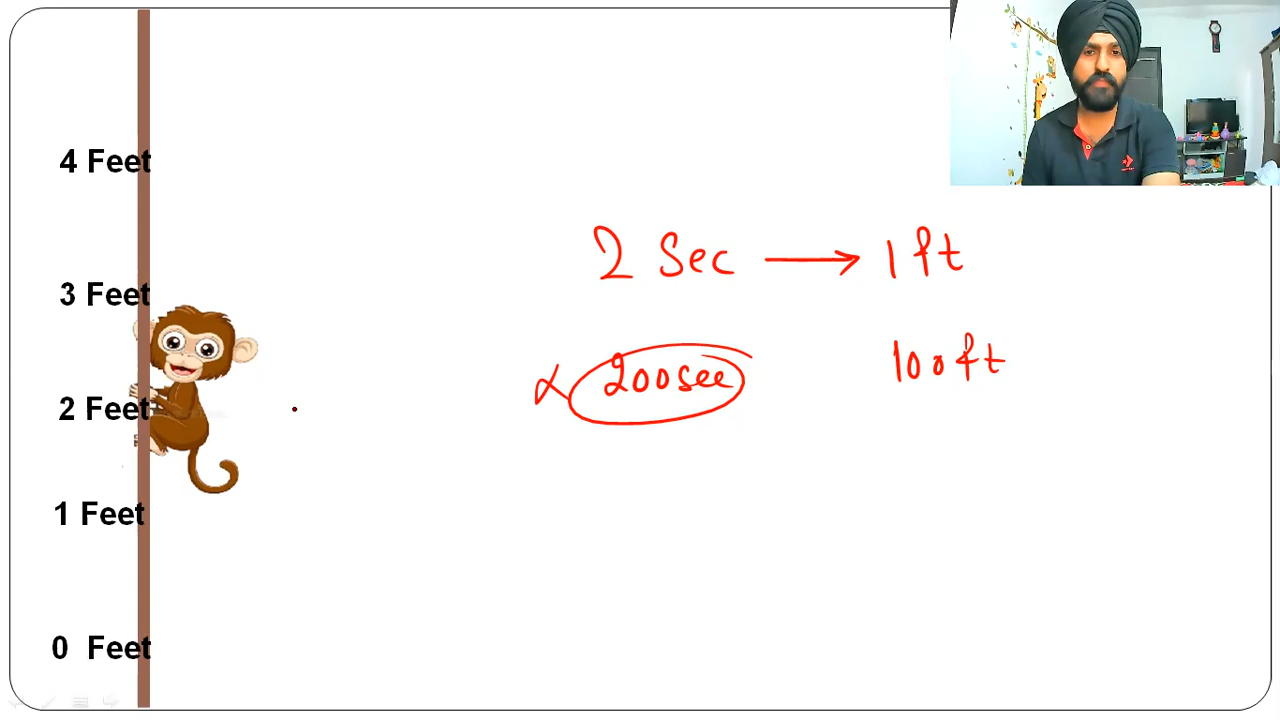 4 Feet
2 Sec → 1 ft
3 Feet
200 sec 100 ft
2 Feet
1 Feet
0 Feet